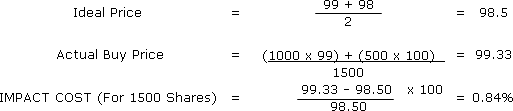 99 + 98
Ideal Price = = 98.5
2
Actual Buy Price = (1000 x 99) + (500 x 100) = 99.33
1500
99.33 - 98.50 x 100
IMPACT COST (For 1500 Shares) = = 0.84%
98.50